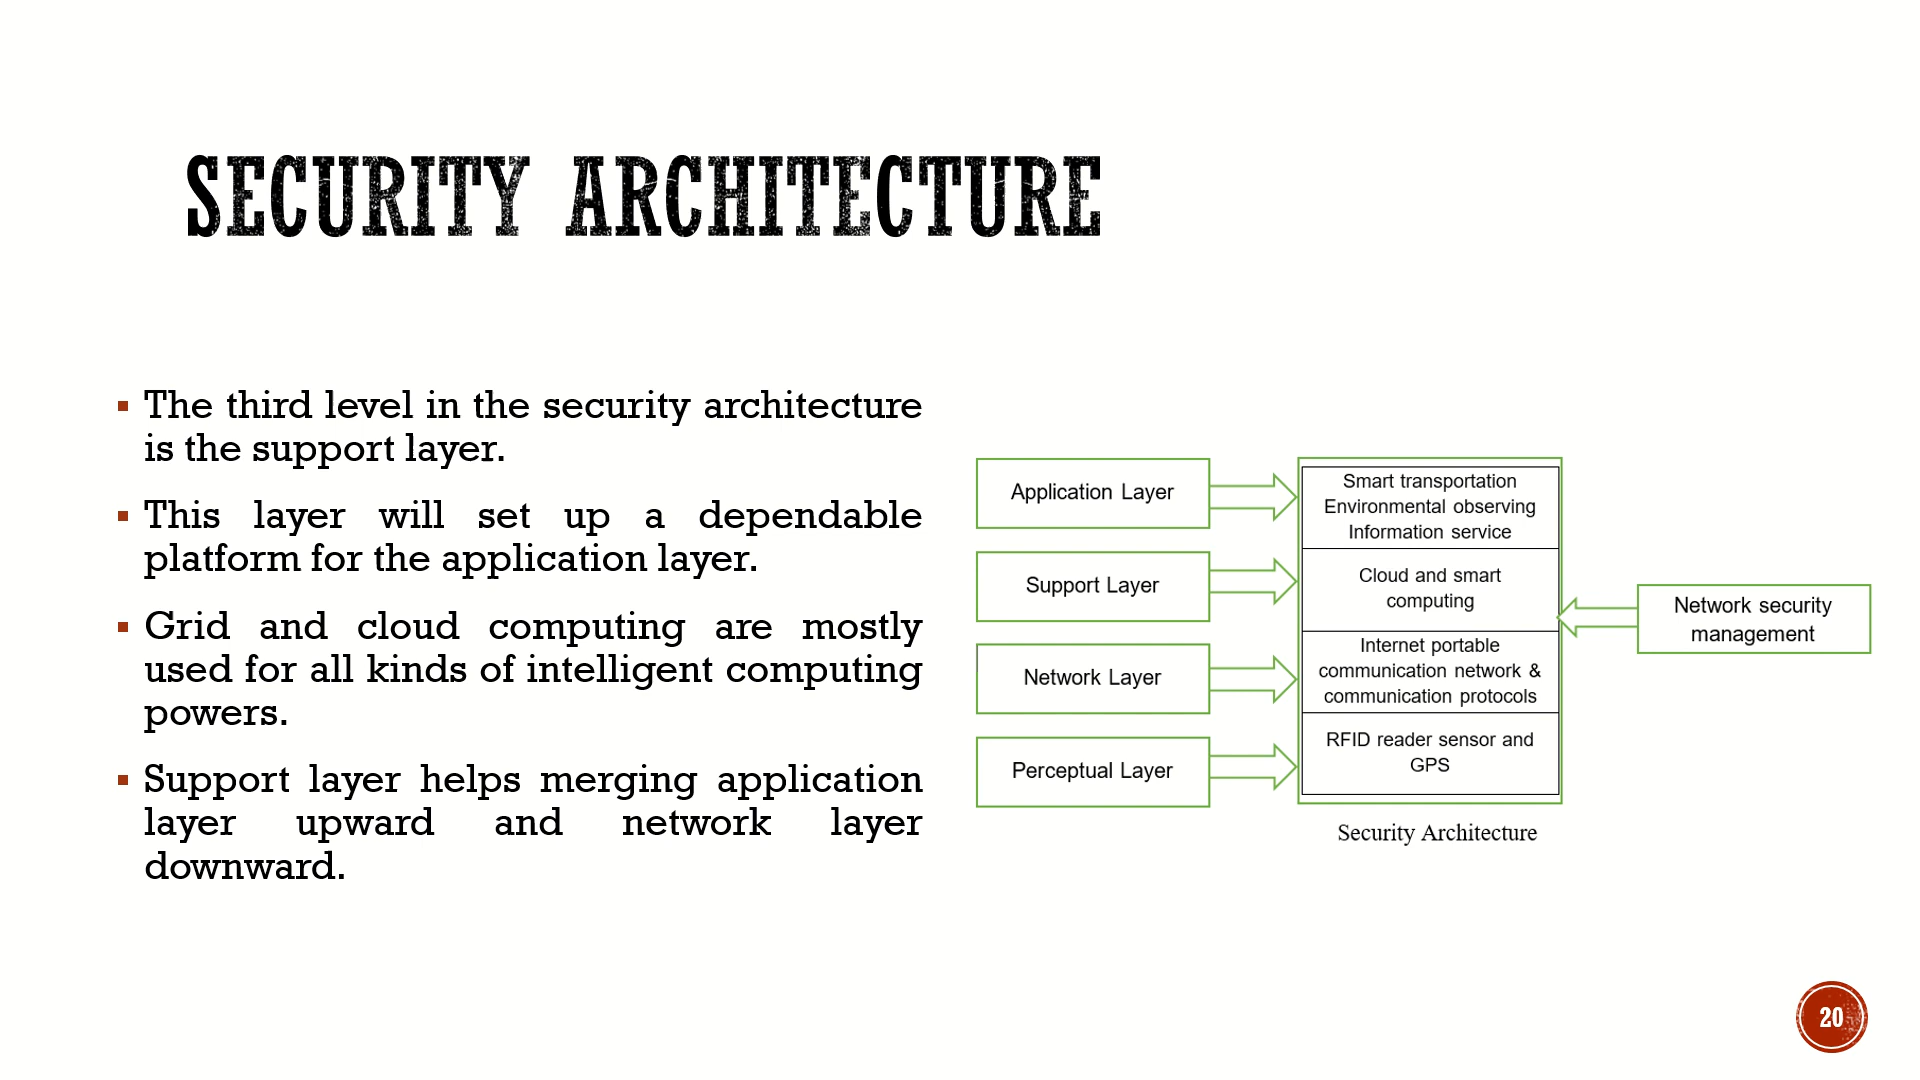 SECURITY ARCHITECTURE
▪ The third level in the security architecture
is the support layer.
▪ This layer will set up a dependable
platform for the application layer.
▪ Grid and cloud computing are mostly
used for all kinds of intelligent computing
powers.
▪ Support layer helps merging application
layer upward and network layer
downward.
Application Layer
Smart transportation
Environmental observing
Information service
Support Layer
Cloud and smart
computing
Network Layer
Internet portable
communication network &
communication protocols
Perceptual Layer
RFID reader sensor and
GPS
Network security
management
Security Architecture
20